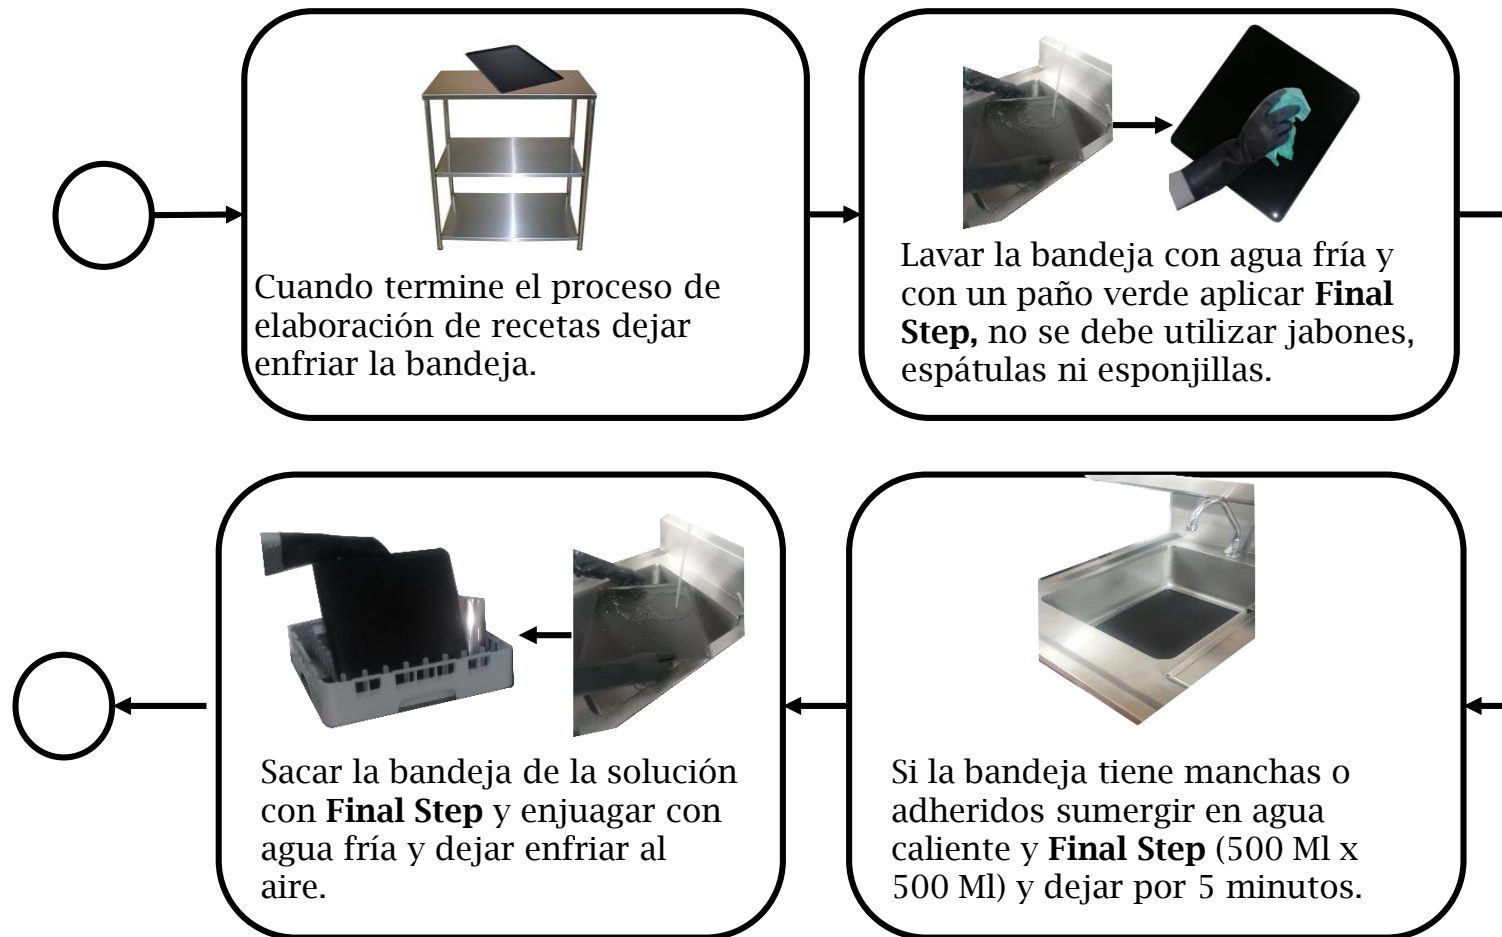 Cuando termine el proceso de
elaboración de recetas dejar
enfriar la bandeja.
Lavar la bandeja con agua fría y
con un paño verde aplicar Final
Step, no se debe utilizar jabones,
espátulas ni esponjillas.
Si la bandeja tiene manchas o
adheridos sumergir en agua
caliente y Final Step (500 Ml x
500 Ml) y dejar por 5 minutos.
Sacar la bandeja de la solución
con Final Step y enjuagar con
agua fría y dejar enfriar al
aire.